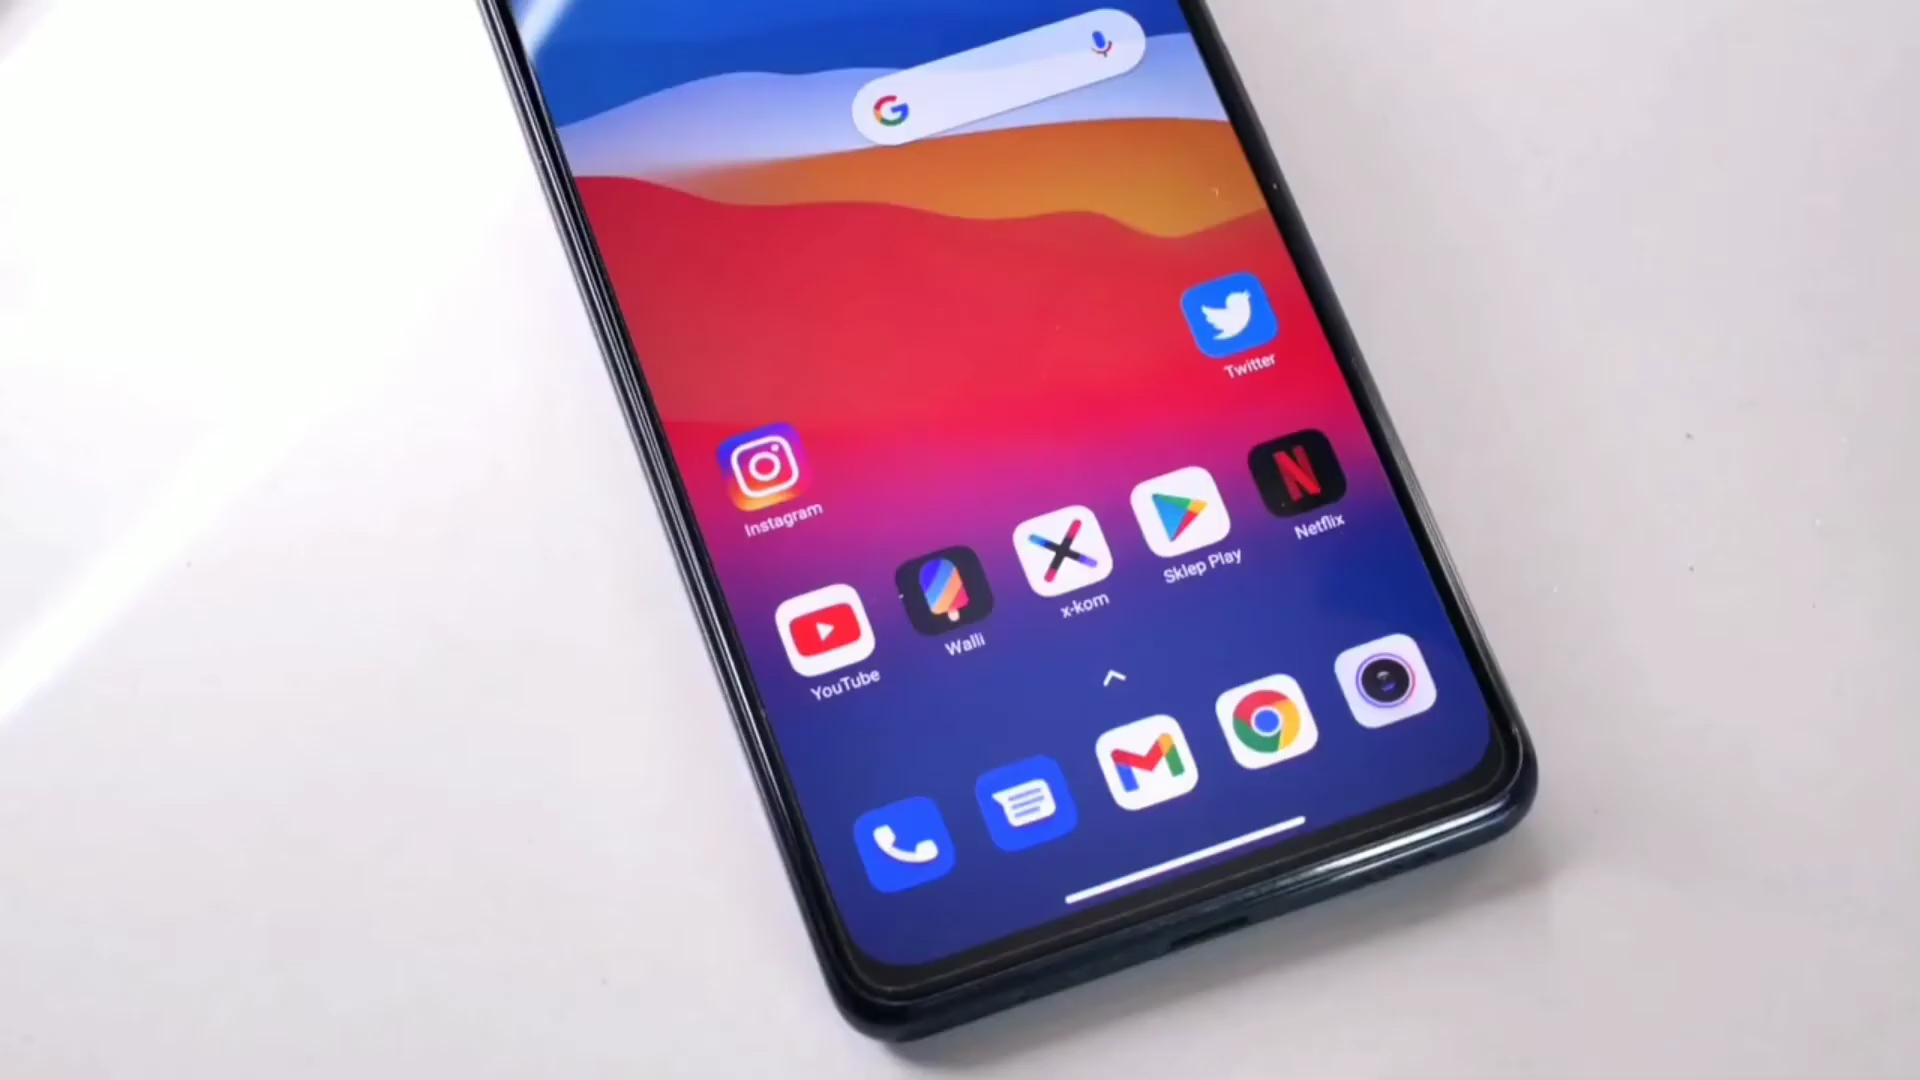 Twitter
Instagram
YouTube
Walli
x-kom
Sklep Play
Netflix